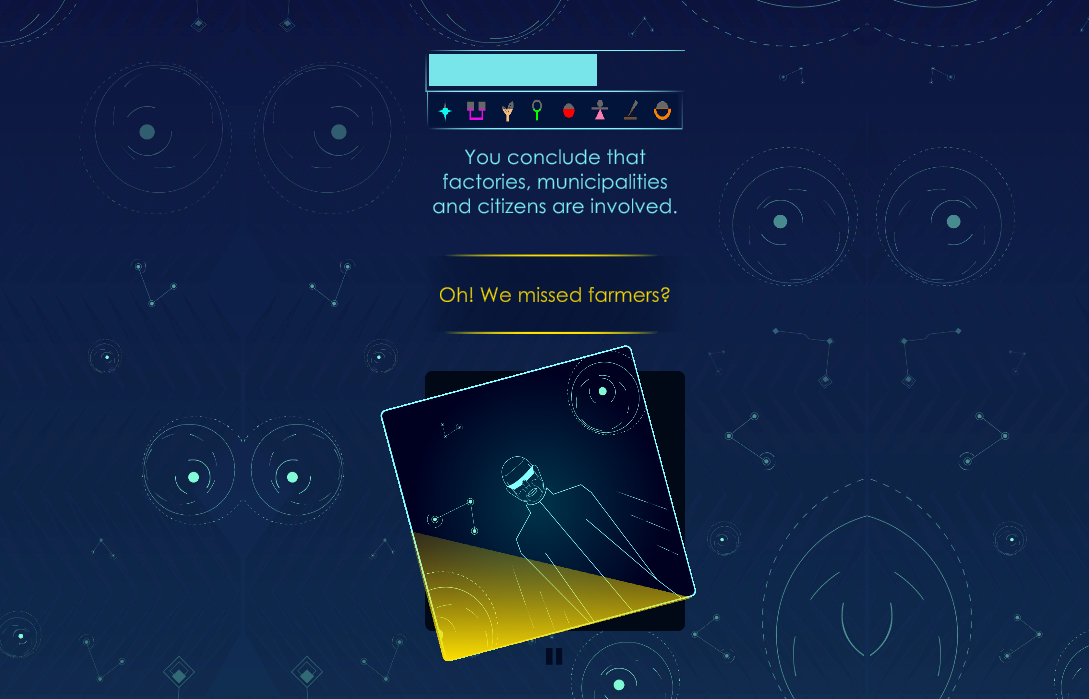 You conclude that
factories, municipalities
and citizens are involved.
Oh! We missed farmers?